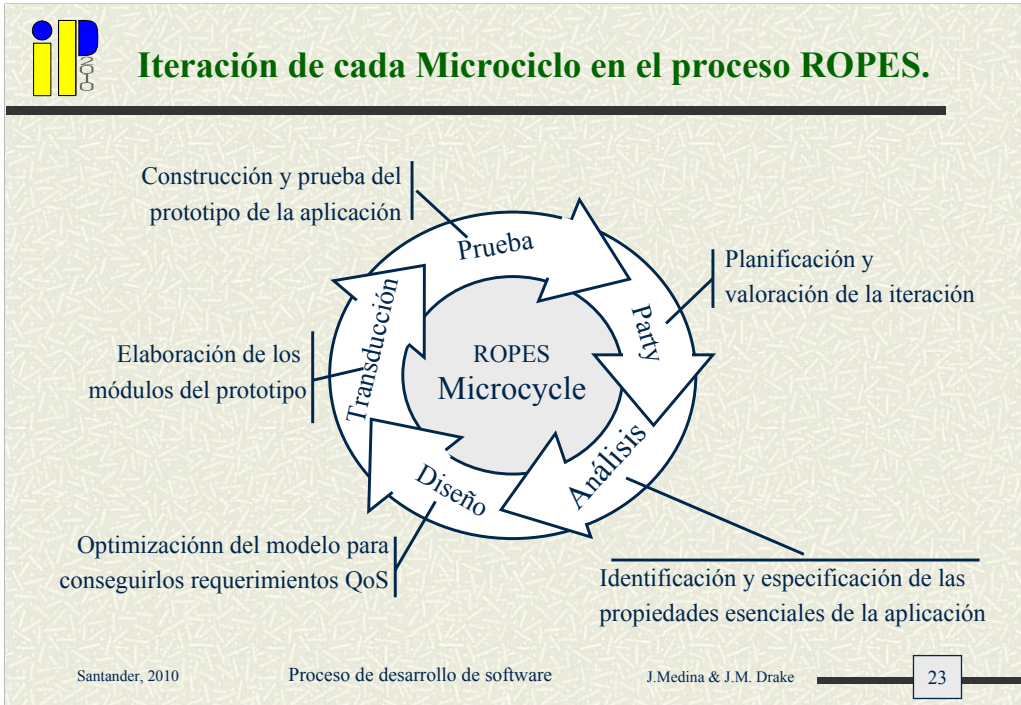 iP
2010
Iteración de cada Microciclo en el proceso ROPES.
Construcción y prueba del
prototipo de la aplicación
Prueba
Planificación y
valoración de la iteración
Party
Transducción
Elaboración de los
módulos del prototipo
ROPES
Microcycle
Análisis
Diseño
Optimizaciónn del modelo para
conseguirlos requerimientos QoS
Identificación y especificación de las
propiedades esenciales de la aplicación
Santander, 2010
Proceso de desarrollo de software
J.Medina & J.M. Drake
23